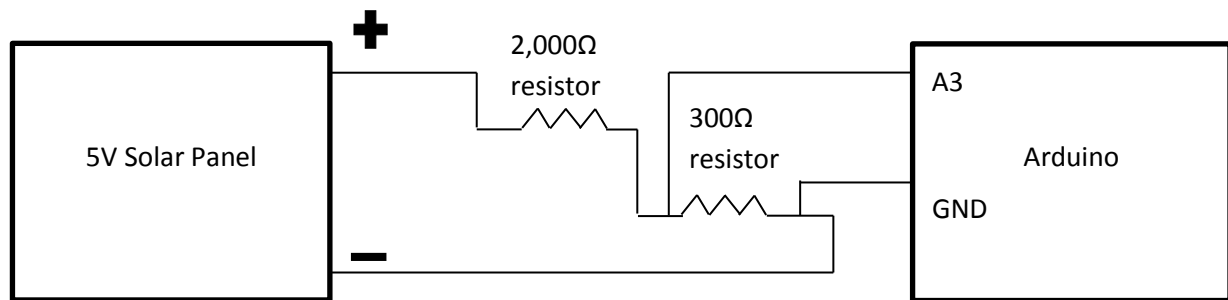 +
2,000Ω
resistor
5V Solar Panel
300Ω
resistor
A3
Arduino
GND
−